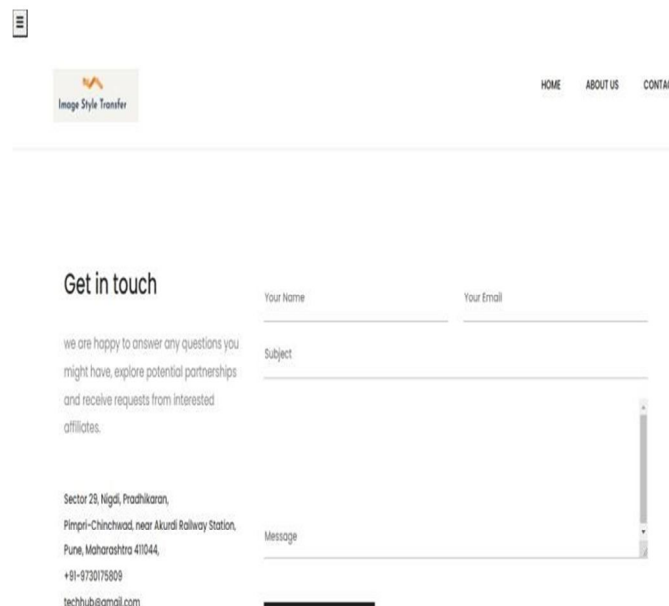 Image Style Transfer
HOME ABOUT US CONTAC
Get in touch
we are happy to answer any questions you
might have, explore potential partnerships
and receive requests from interested
affiliates.
Sector 29, Nigdi, Pradhikaran,
Pimpri-Chinchwad, near Akurdi Railway Station,
Pune, Maharashtra 411044,
+91-9730175809
techhub@gmail.com
Your Name
Your Email
Subject
Message